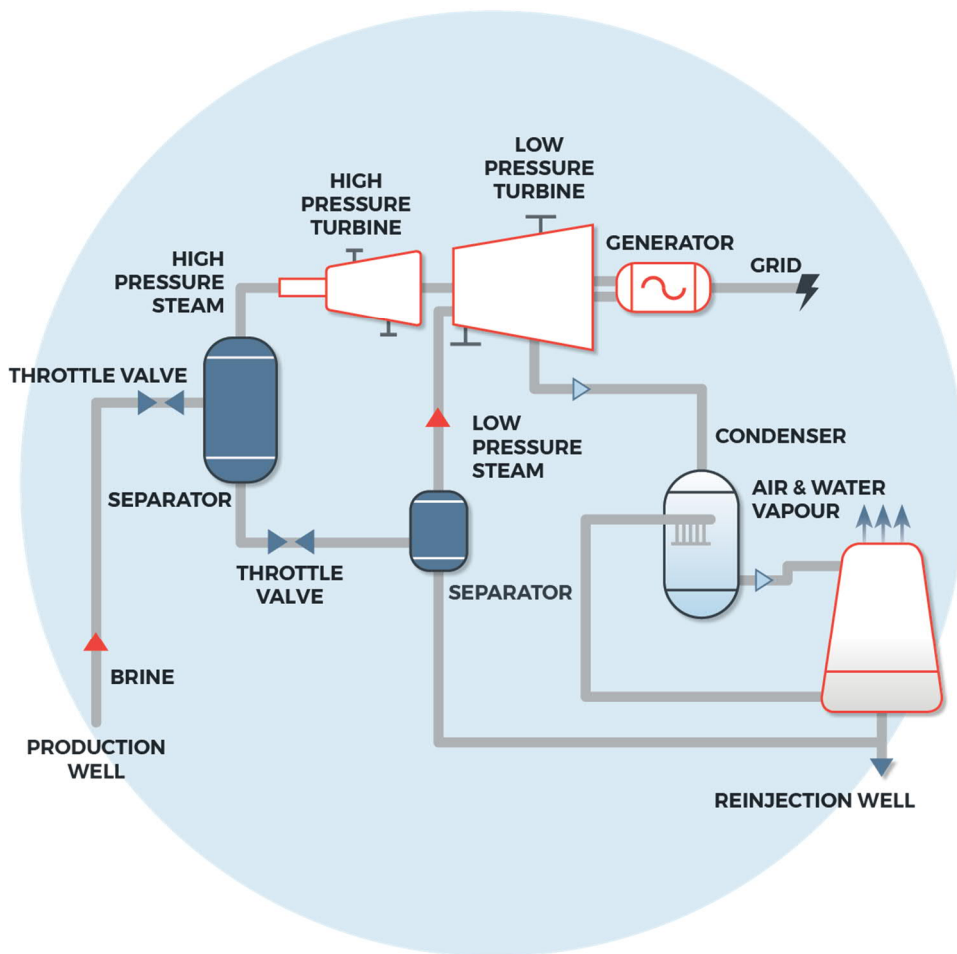 LOW
PRESSURE
TURBINE
HIGH
PRESSURE
TURBINE
GENERATOR
HIGH
PRESSURE
STEAM
GRID
THROTTLE VALVE
LOW
PRESSURE
STEAM
CONDENSER
SEPARATOR
AIR & WATER
VAPOUR
THROTTLE
VALVE
SEPARATOR
BRINE
PRODUCTION
WELL
REINJECTION WELL